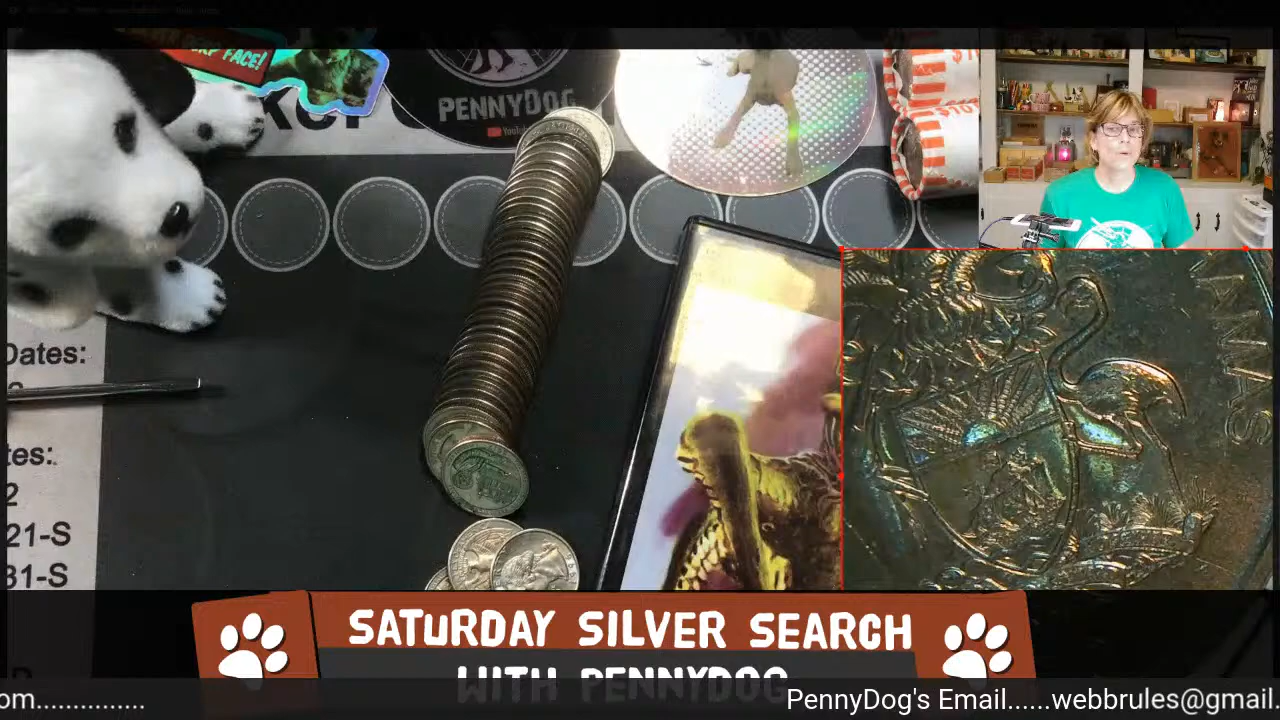 FACE!
PENNYDOG
Dates:
tes:
2
21-S
31-S
SATURDAY SILVER SEARCH
WITH PENNYDOG
om...............
PennyDog's Email......webbrules@gmail.